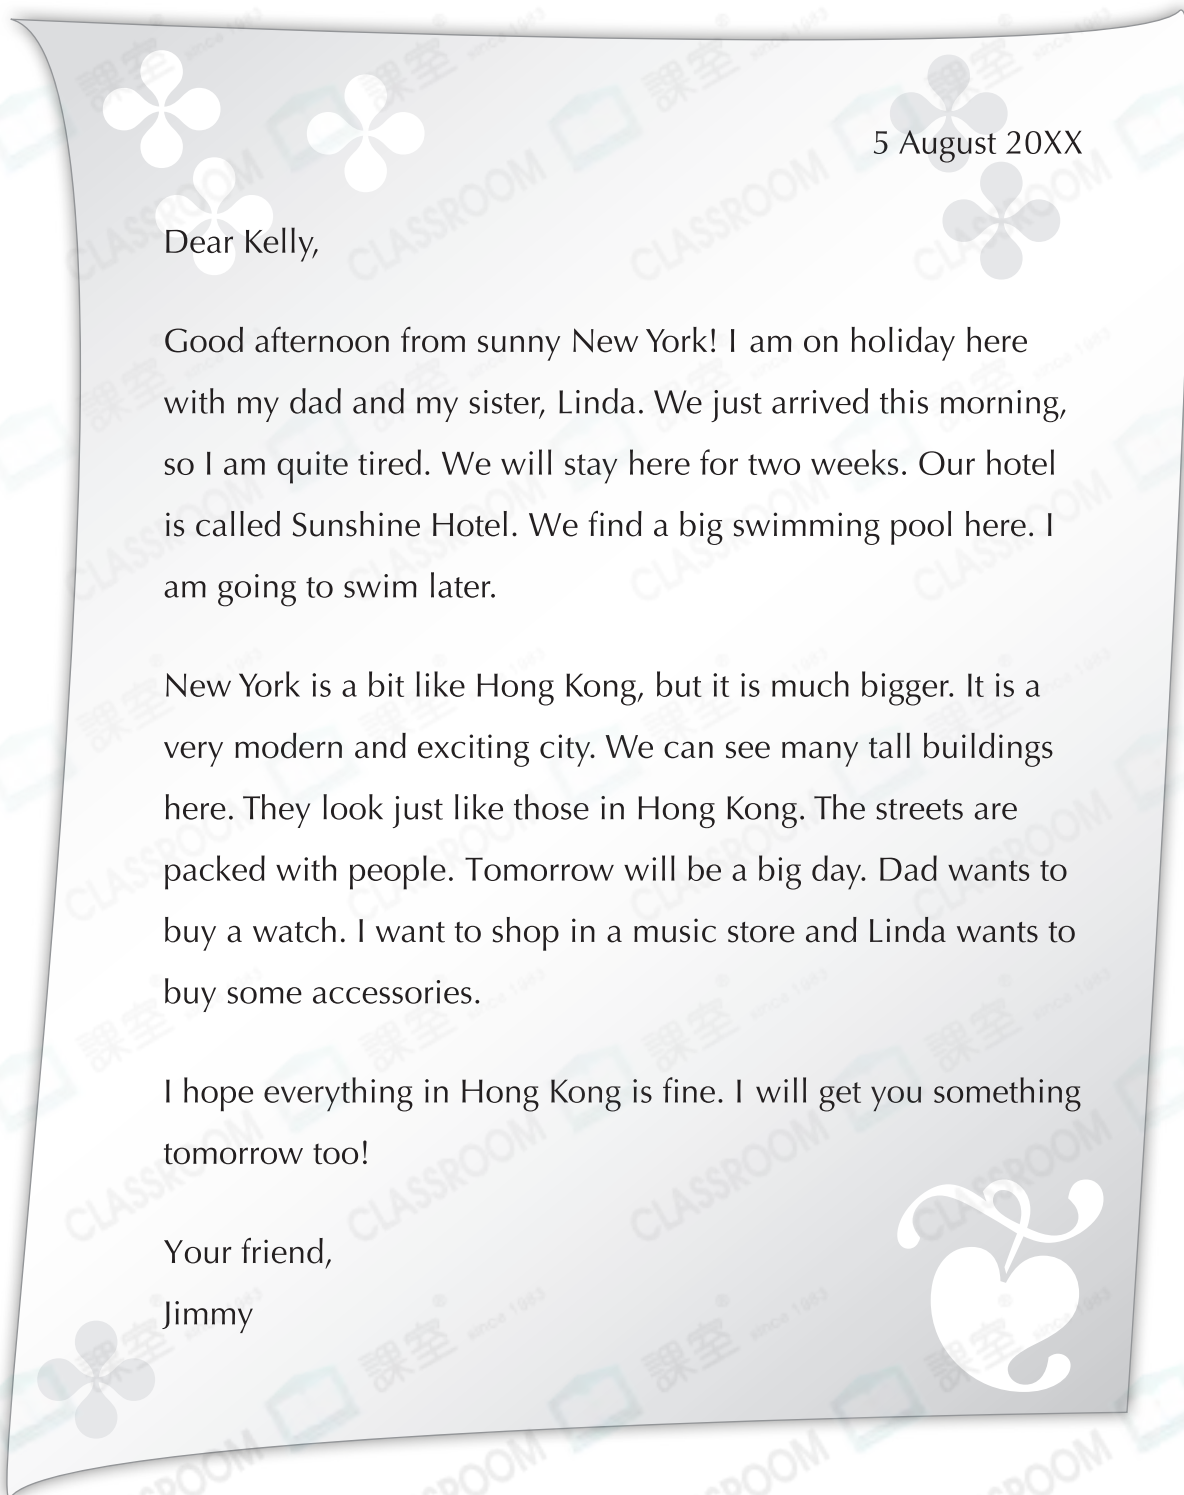 5 August 20XX
Dear Kelly,
Good afternoon from sunny New York! I am on holiday here
with my dad and my sister, Linda. We just arrived this morning,
so I am quite tired. We will stay here for two weeks. Our hotel
is called Sunshine Hotel. We find a big swimming pool here. I
am going to swim later.
New York is a bit like Hong Kong, but it is much bigger. It is a
very modern and exciting city. We can see many tall buildings
here. They look just like those in Hong Kong. The streets are
packed with people. Tomorrow will be a big day. Dad wants to
buy a watch. I want to shop in a music store and Linda wants to
buy some accessories.
I hope everything in Hong Kong is fine. I will get you something
tomorrow too!
Your friend,
Jimmy
課室 ® since 1983
CLASSROOM